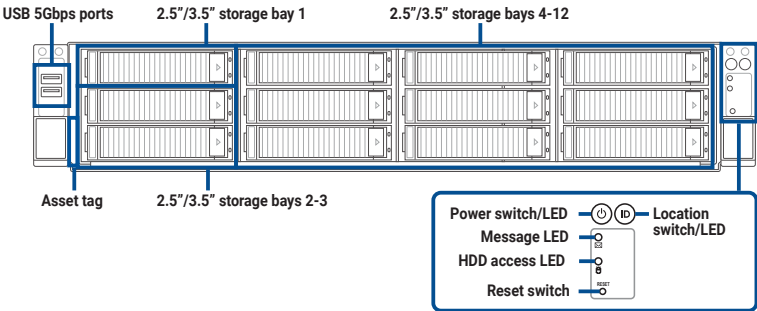 USB 5Gbps ports
2.5”/3.5” storage bay 1
2.5”/3.5” storage bays 4-12
Asset tag
2.5”/3.5” storage bays 2-3
Power switch/LED
ID
Location
switch/LED
Message LED
HDD access LED
RESET
Reset switch